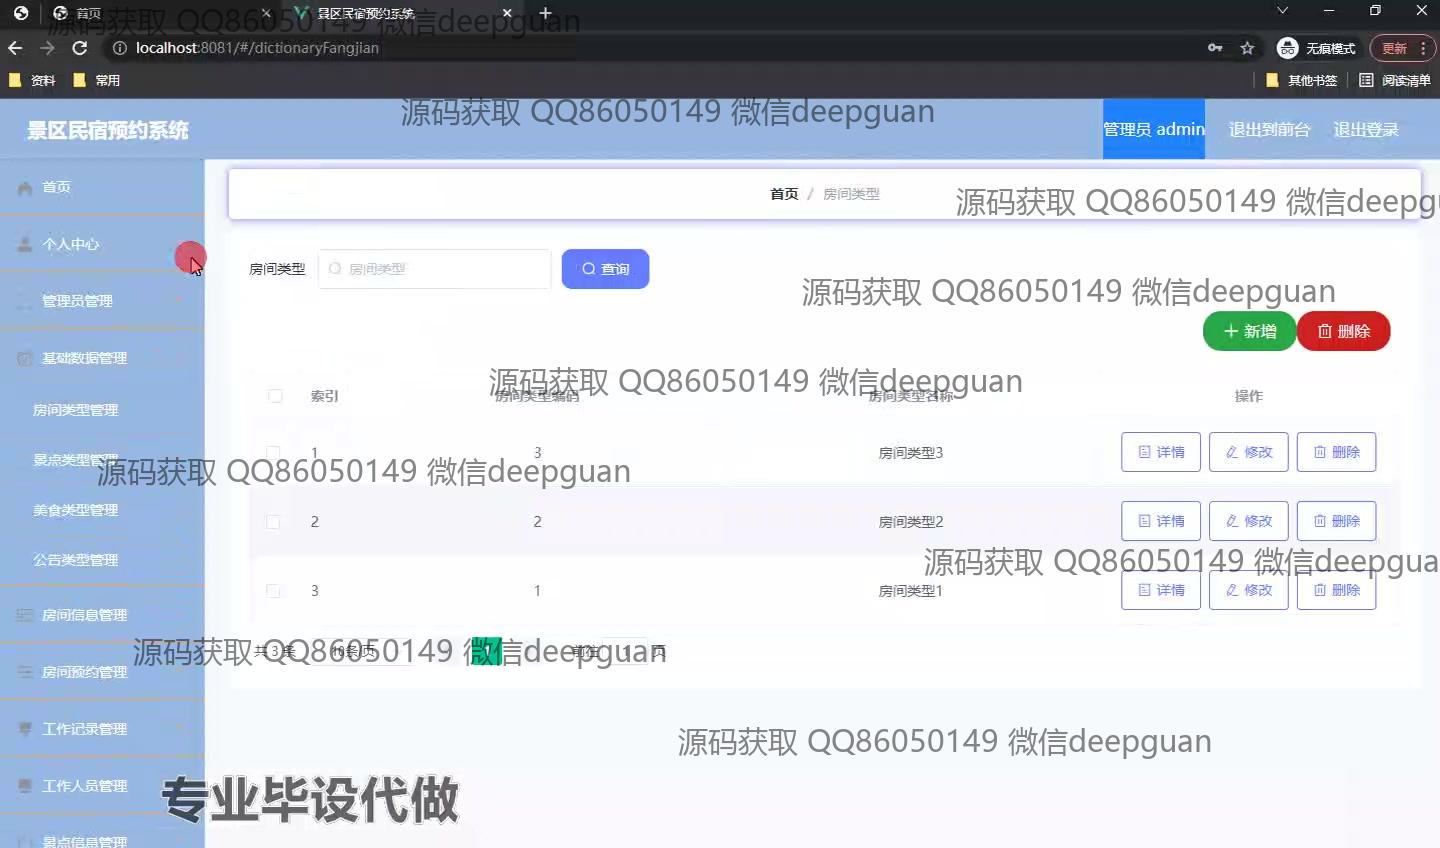 首页
景区民宿预约系统
源码获取 QQ86050149 微信deepguan
localhost:8081/#/dictionaryFangjian
无痕模式
更新
资料
常用
其他书签
阅读清单
景区民宿预约系统
源码获取 QQ86050149 微信deepguan
管理员 admin
退出到前台
退出登录
首页
个人中心
管理员管理
基础数据管理
房间类型管理
景点类型管理
美食类型管理
公告类型管理
房间信息管理
房间预约管理
工作记录管理
工作人员管理
景点信息管理
首页 / 房间类型
源码获取 QQ86050149 微信deepg
房间类型
房间类型
查询
源码获取 QQ86050149 微信deepguan
新增
删除
源码获取 QQ86050149 微信deepguan
索引 房间类型编码 房间类型名称 操作
1 3 房间类型3 详情 修改 删除
源码获取 QQ86050149 微信deepguan
2 2 房间类型2 详情 修改 删除
源码获取 QQ86050149 微信deepgua
3 1 房间类型1 详情 修改 删除
共 3 条 10条/页 1 前往 1 页
源码获取 QQ86050149 微信deepguan
源码获取 QQ86050149 微信deepguan
专业毕设代做